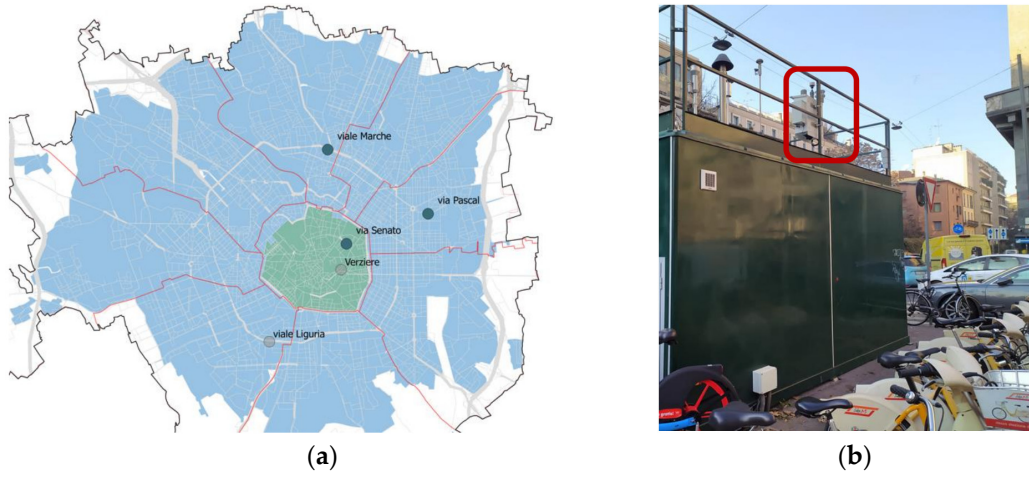 viale Marche
via Pascal
via Senato
Verziere
viale Liguria
(a)
(b)